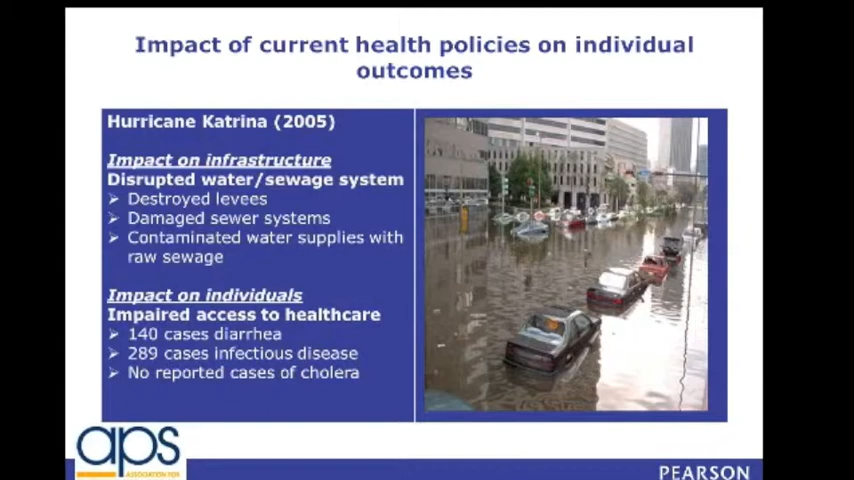 Impact of current health policies on individual
outcomes
Hurricane Katrina (2005)
Impact on infrastructure
Disrupted water/sewage system
➢ Destroyed levees
➢ Damaged sewer systems
➢ Contaminated water supplies with
raw sewage
Impact on individuals
Impaired access to healthcare
➢ 140 cases diarrhea
➢ 289 cases infectious disease
➢ No reported cases of cholera
aps
ASSOCIATION FOR
PEARSON